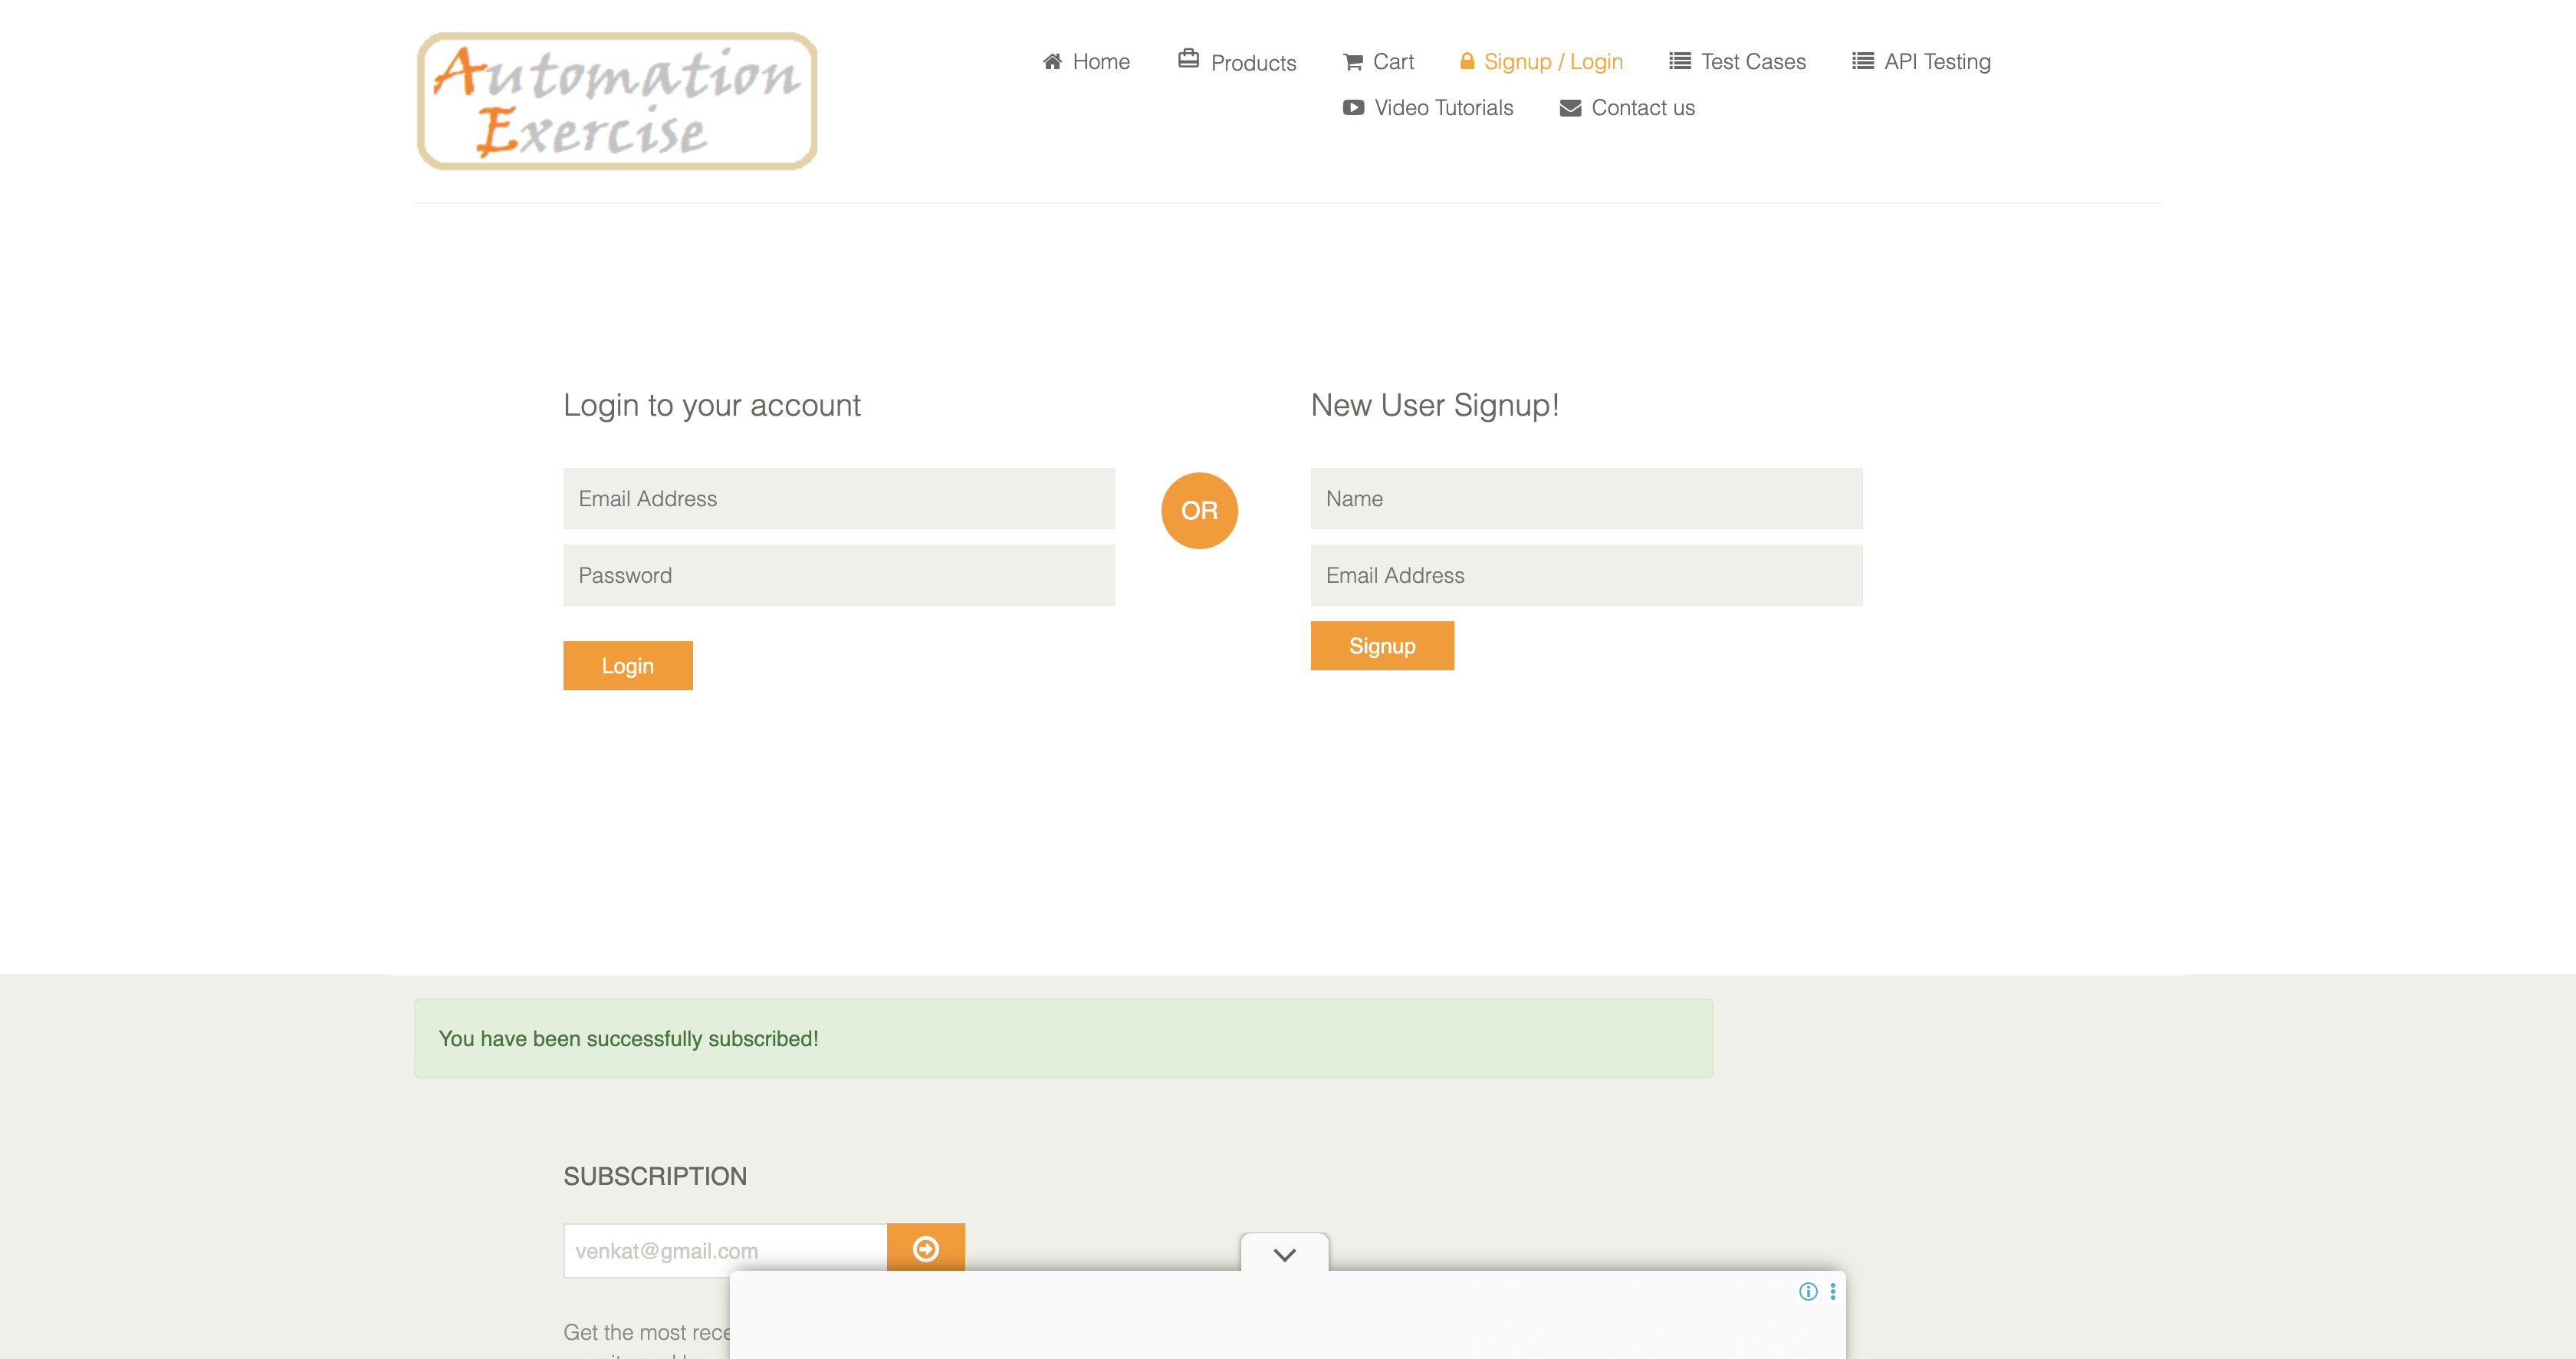 Automation
Exercise
Home
Products
Cart
Signup / Login
Test Cases
API Testing
Video Tutorials
Contact us
Login to your account
New User Signup!
Email Address
OR
Name
Password
Email Address
Login
Signup
You have been successfully subscribed!
SUBSCRIPTION
venkat@gmail.com
Get the most